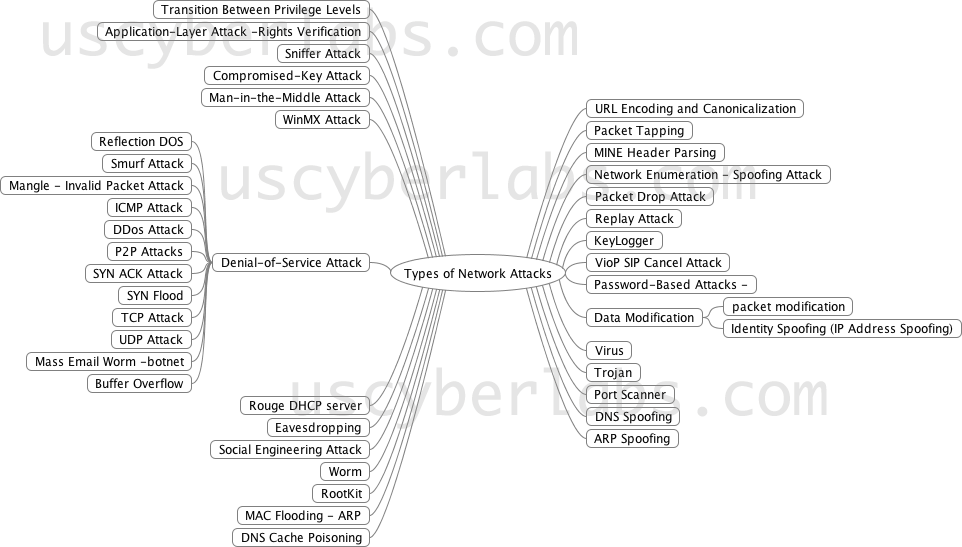 Transition Between Privilege Levels
Application-Layer Attack -Rights Verification
Sniffer Attack
Compromised-Key Attack
Man-in-the-Middle Attack
WinMX Attack
Reflection DOS
Smurf Attack
Mangle - Invalid Packet Attack
ICMP Attack
DDos Attack
P2P Attacks
SYN ACK Attack
SYN Flood
TCP Attack
UDP Attack
Mass Email Worm -botnet
Buffer Overflow
Denial-of-Service Attack
Rouge DHCP server
Eavesdropping
Social Engineering Attack
Worm
RootKit
MAC Flooding - ARP
DNS Cache Poisoning
Types of Network Attacks
URL Encoding and Canonicalization
Packet Tapping
MINE Header Parsing
Network Enumeration - Spoofing Attack
Packet Drop Attack
Replay Attack
KeyLogger
VioP SIP Cancel Attack
Password-Based Attacks -
Data Modification
packet modification
Identity Spoofing (IP Address Spoofing)
Virus
Trojan
Port Scanner
DNS Spoofing
ARP Spoofing
uscyberlabs.com
uscyberlabs.com
uscyberlabs.com